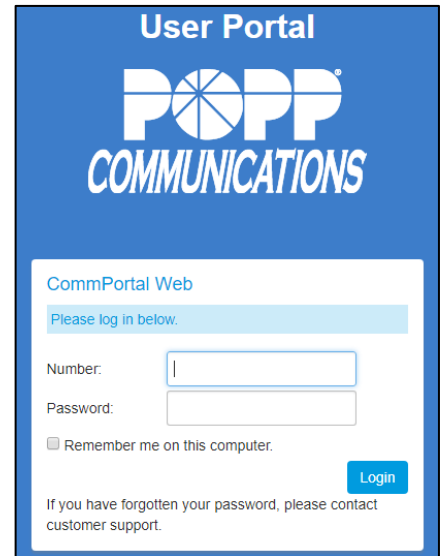 User Portal
POPP®
COMMUNICATIONS
CommPortal Web
Please log in below.
Number:
Password:
Remember me on this computer.
Login
If you have forgotten your password, please contact
customer support.